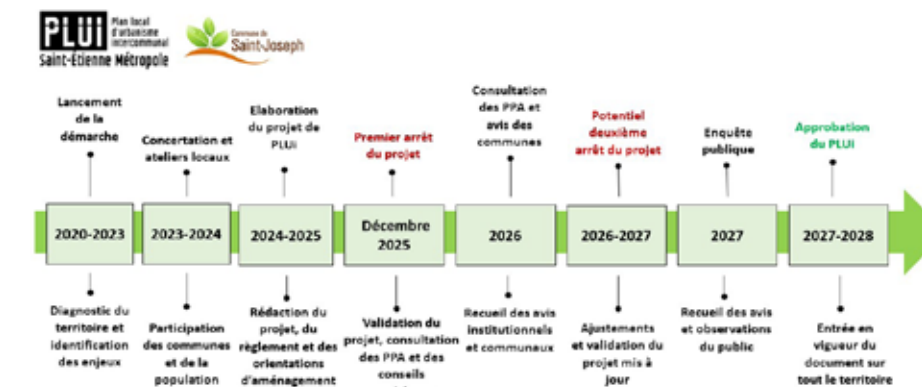 PLUi
Plan local
d'urbanisme
intercommunal
Saint-Étienne Métropole
Commune de
Saint-Joseph
Lancement
de la
démarche
Concertation et
ateliers locaux
Elaboration
du projet de
PLUi
Premier arrêt
du projet
Consultation
des PPA et
avis des
communes
Potentiel
deuxième
arrêt du projet
Enquête
publique
Approbation
du PLUi
2020-2023
2023-2024
2024-2025
Décembre
2025
2026
2026-2027
2027
2027-2028
Diagnostic du
territoire et
identification
des enjeux
Participation
des communes
et de la
population
Rédaction du
projet, du
règlement et des
orientations
d'aménagement
Validation du
projet, consultation
des PPA et des
conseils
Recueil des avis
institutionnels
et communaux
Ajustements
et validation du
projet mis à
jour
Recueil des avis
et observations
du public
Entrée en
vigueur du
document sur
tout le territoire